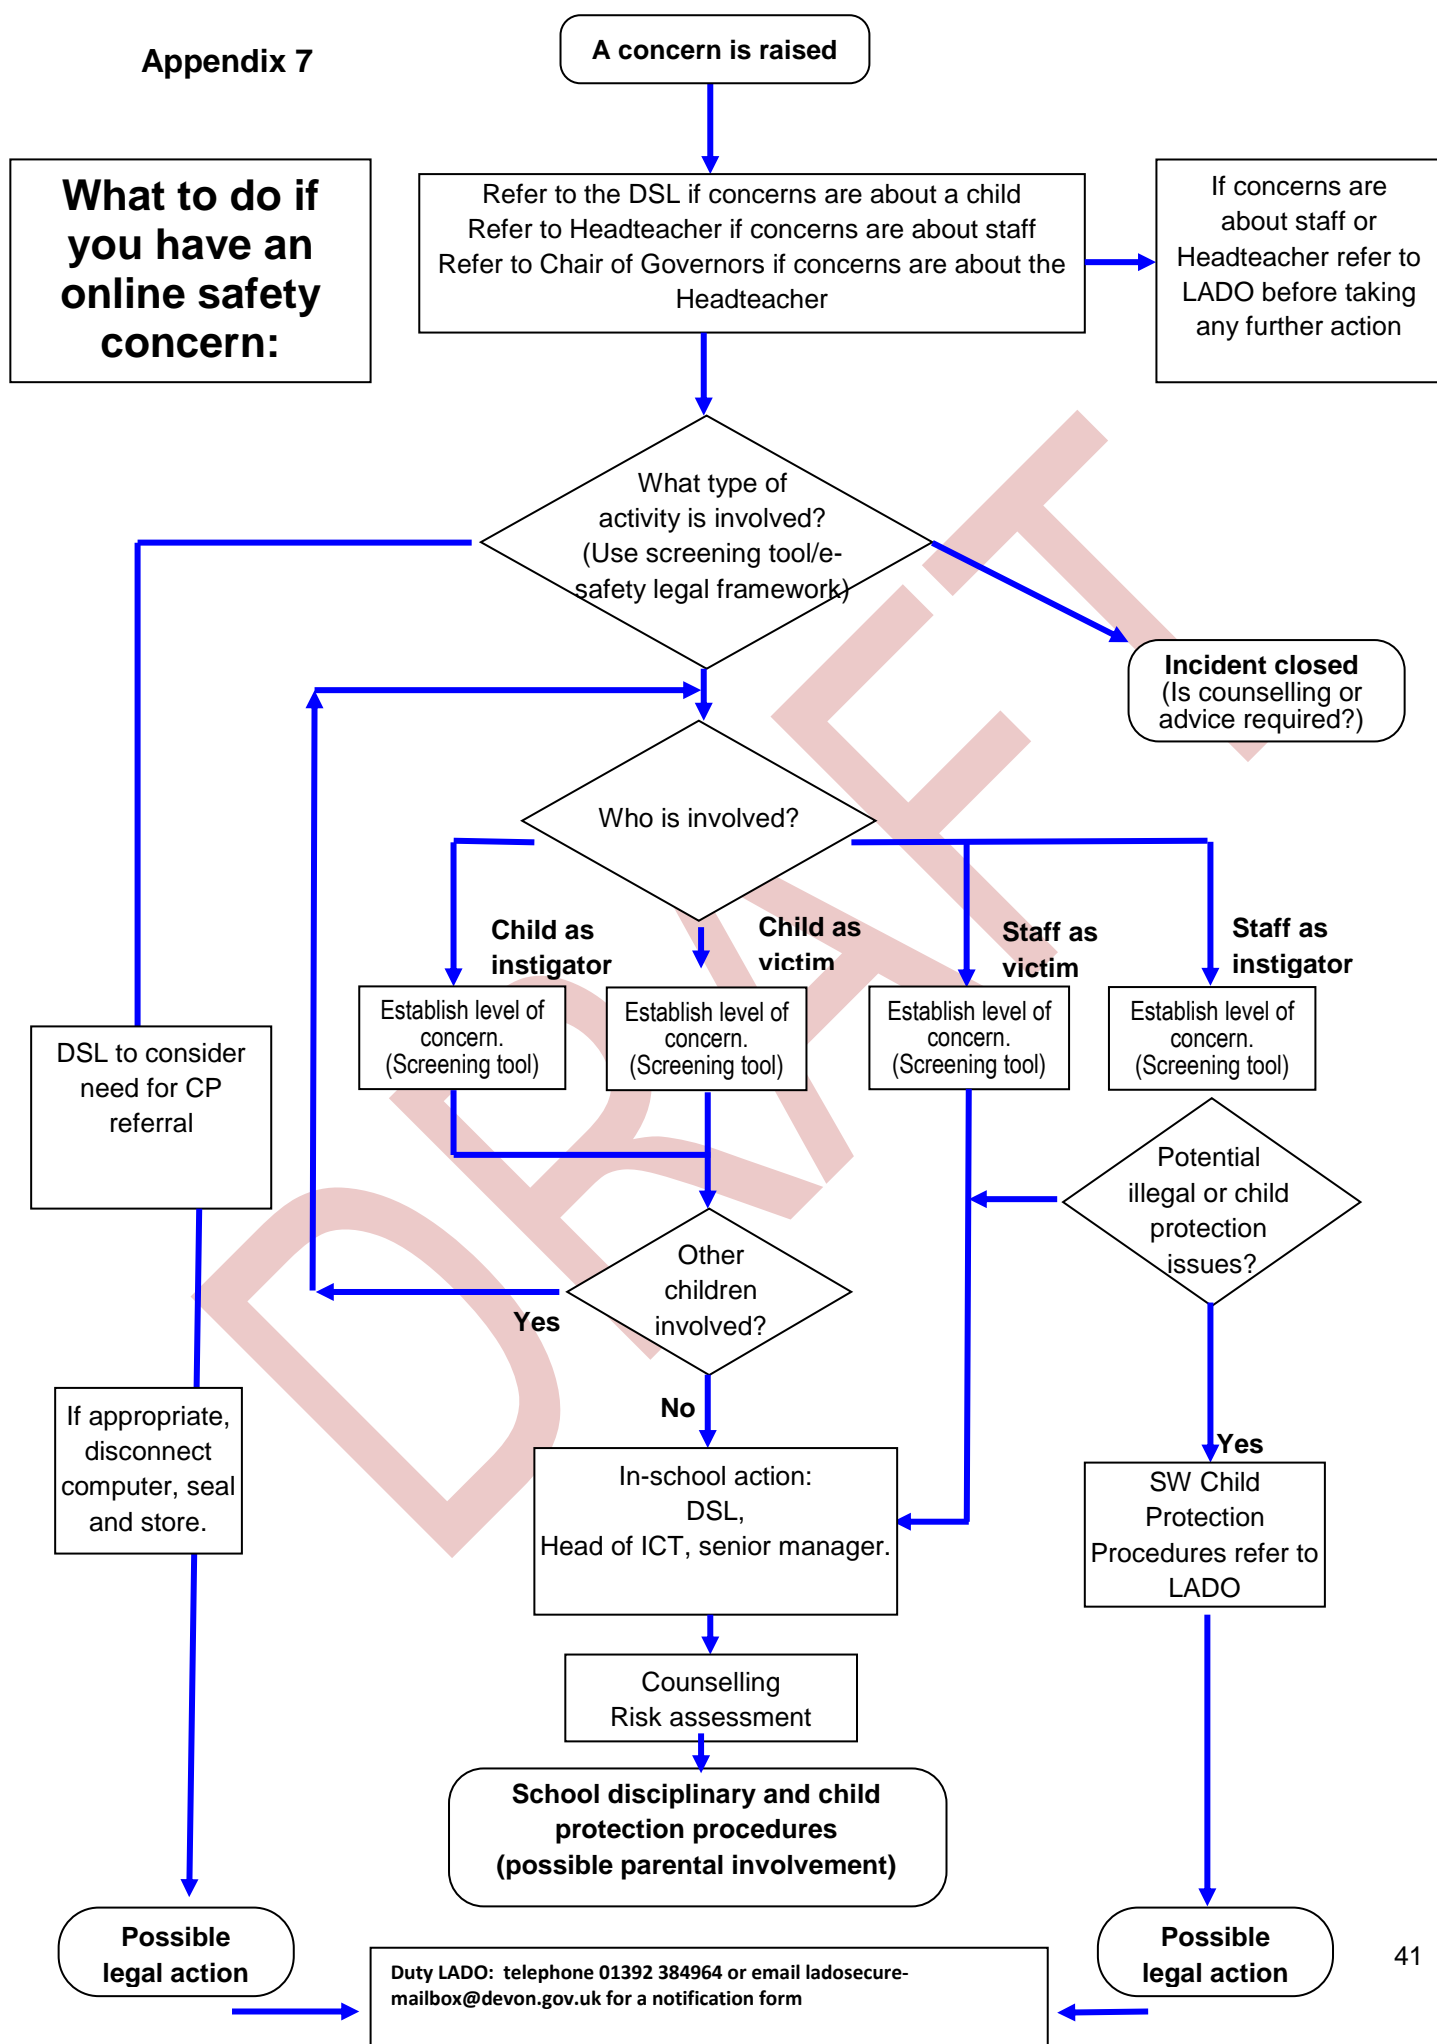 Appendix 7
A concern is raised
What to do if
you have an
online safety
concern:
Refer to the DSL if concerns are about a child
Refer to Headteacher if concerns are about staff
Refer to Chair of Governors if concerns are about the
Headteacher
If concerns are
about staff or
Headteacher refer to
LADO before taking
any further action
What type of
activity is involved?
(Use screening tool/e-
safety legal framework)
Incident closed
(Is counselling or
advice required?)
Who is involved?
Child as
instigator
Child as
victim
Staff as
victim
Staff as
instigator
Establish level of
concern.
(Screening tool)
Establish level of
concern.
(Screening tool)
Establish level of
concern.
(Screening tool)
Establish level of
concern.
(Screening tool)
DSL to consider
need for CP
referral
Potential
illegal or child
protection
issues?
Other
children
involved?
Yes
No
If appropriate,
disconnect
computer, seal
and store.
In-school action:
DSL,
Head of ICT, senior manager.
Yes
SW Child
Protection
Procedures refer to
LADO
Counselling
Risk assessment
School disciplinary and child
protection procedures
(possible parental involvement)
Possible
legal action
Possible
legal action
Duty LADO: telephone 01392 384964 or email ladosecure-
mailbox@devon.gov.uk for a notification form
41
DRAFT